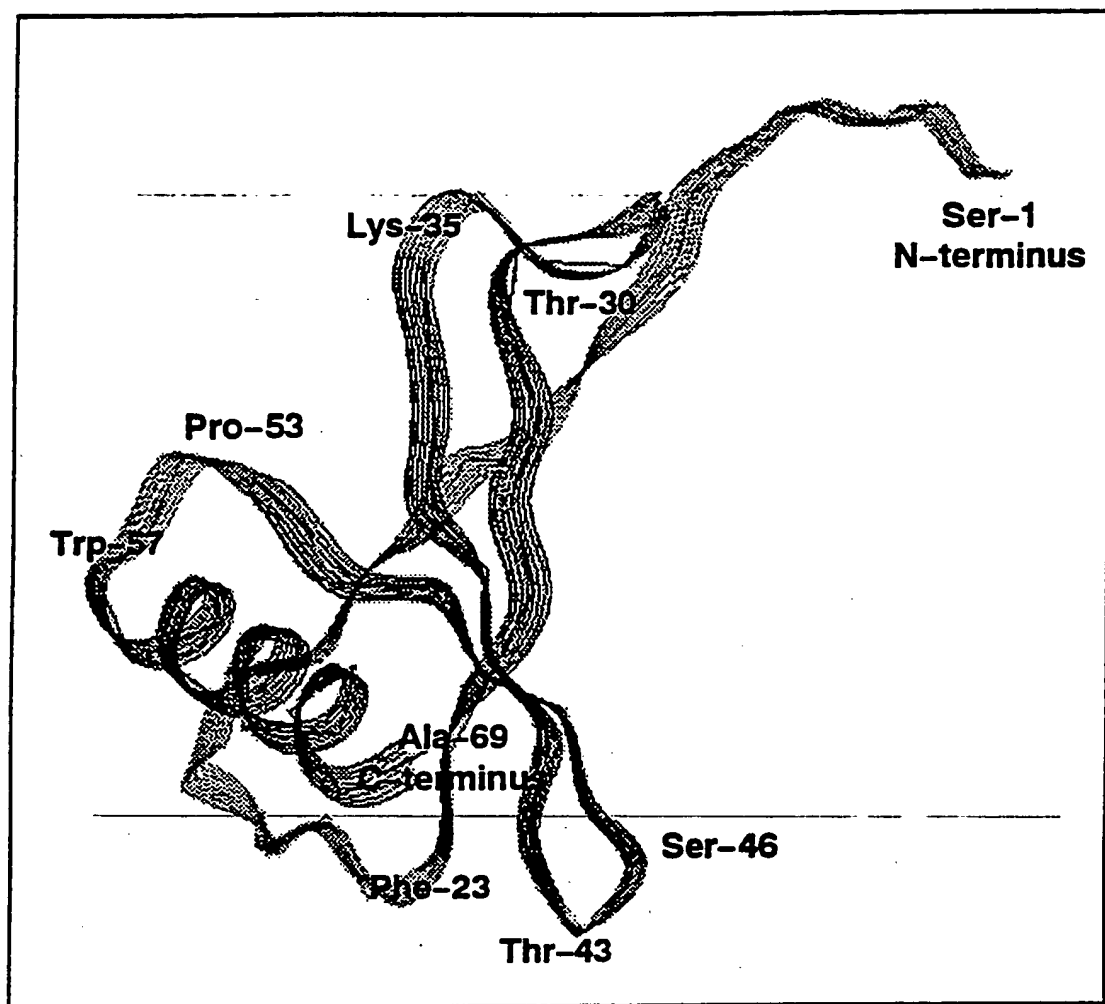 Lys-35
Ser-1
N-terminus
Thr-30
Pro-53
Trp-57
Ala-69
C-terminu
Ser-46
Phe-23
Thr-43